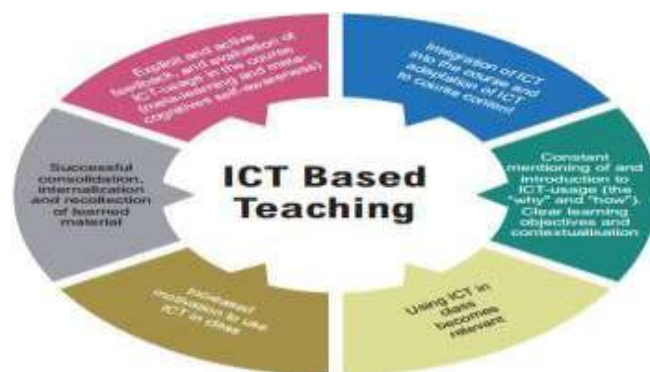 Explicit and active
feedback, and evaluation of
ICT-usage in the course
(meta-learning and meta-
cognitives self-awareness)
Integration of ICT
into the course and
adaptation of ICT
to course content
Successful
consolidation,
internalization
and recollection
of learned
material
ICT Based
Teaching
Constant
mentioning of and
introduction to
ICT-usage (the
"why" and "how").
Clear learning
objectives and
contextualisation
Increased
motivation to use
ICT in class
Using ICT in
class
becomes
relevant